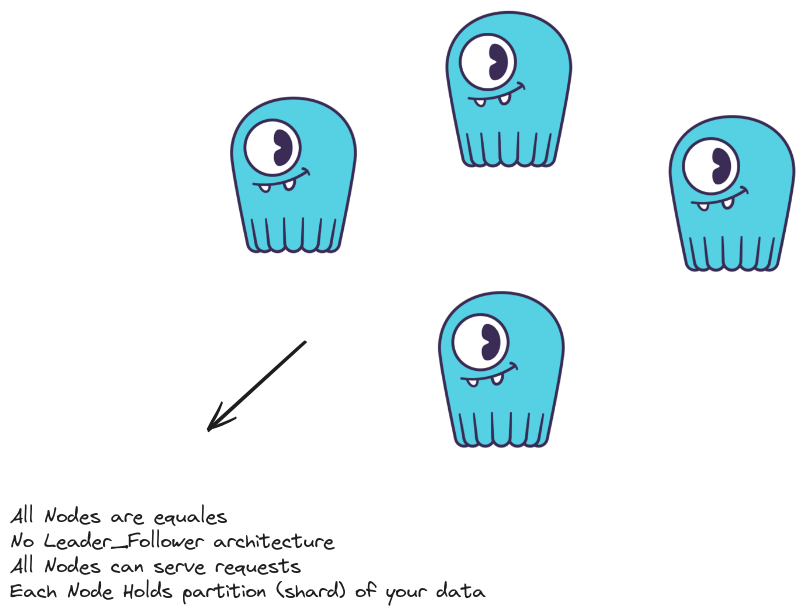 All Nodes are equales
No Leader_Follower architecture
All Nodes can serve requests
Each Node Holds partition (shard) of your data